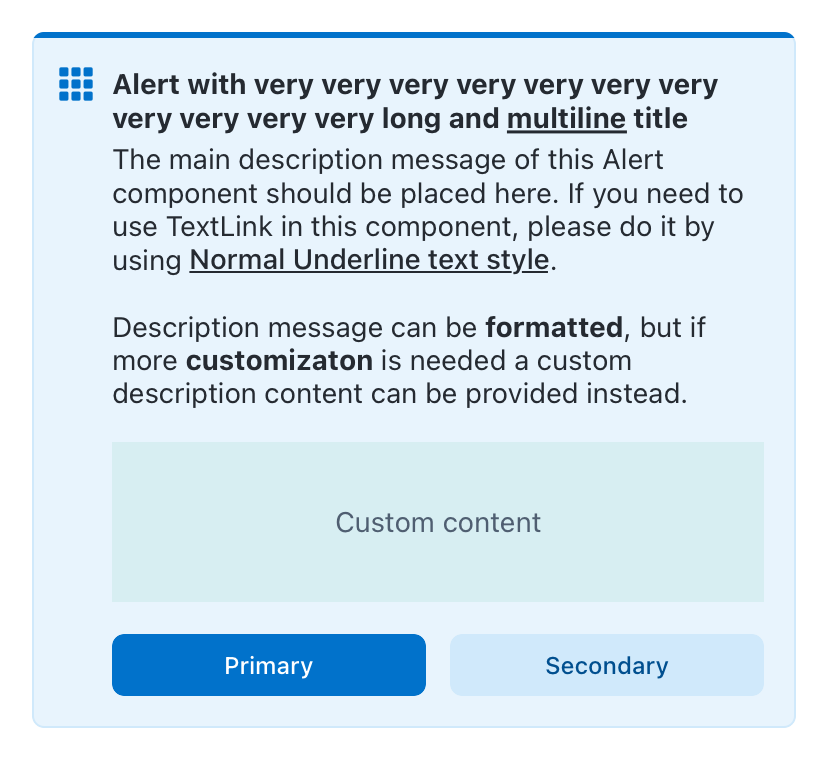 Alert with very very very very very very very
very very very very long and multiline title
The main description message of this Alert
component should be placed here. If you need to
use TextLink in this component, please do it by
using Normal Underline text style.
Description message can be formatted, but if
more customizaton is needed a custom
description content can be provided instead.
Custom content
Primary
Secondary